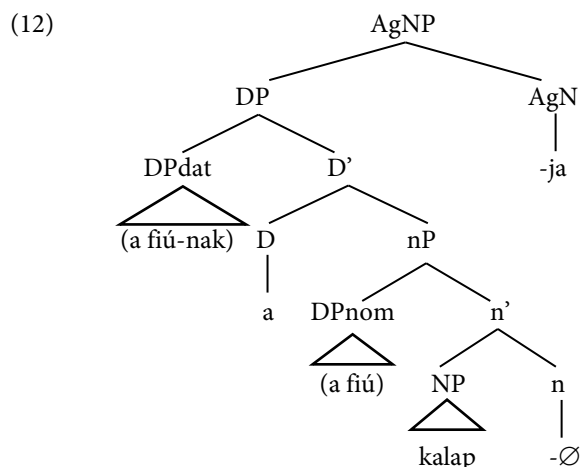 (12) AgNP
DP AgN
DPdat D’ -ja
(a fiú-nak) D nP
a DPnom n’
(a fiú) NP n
kalap -∅